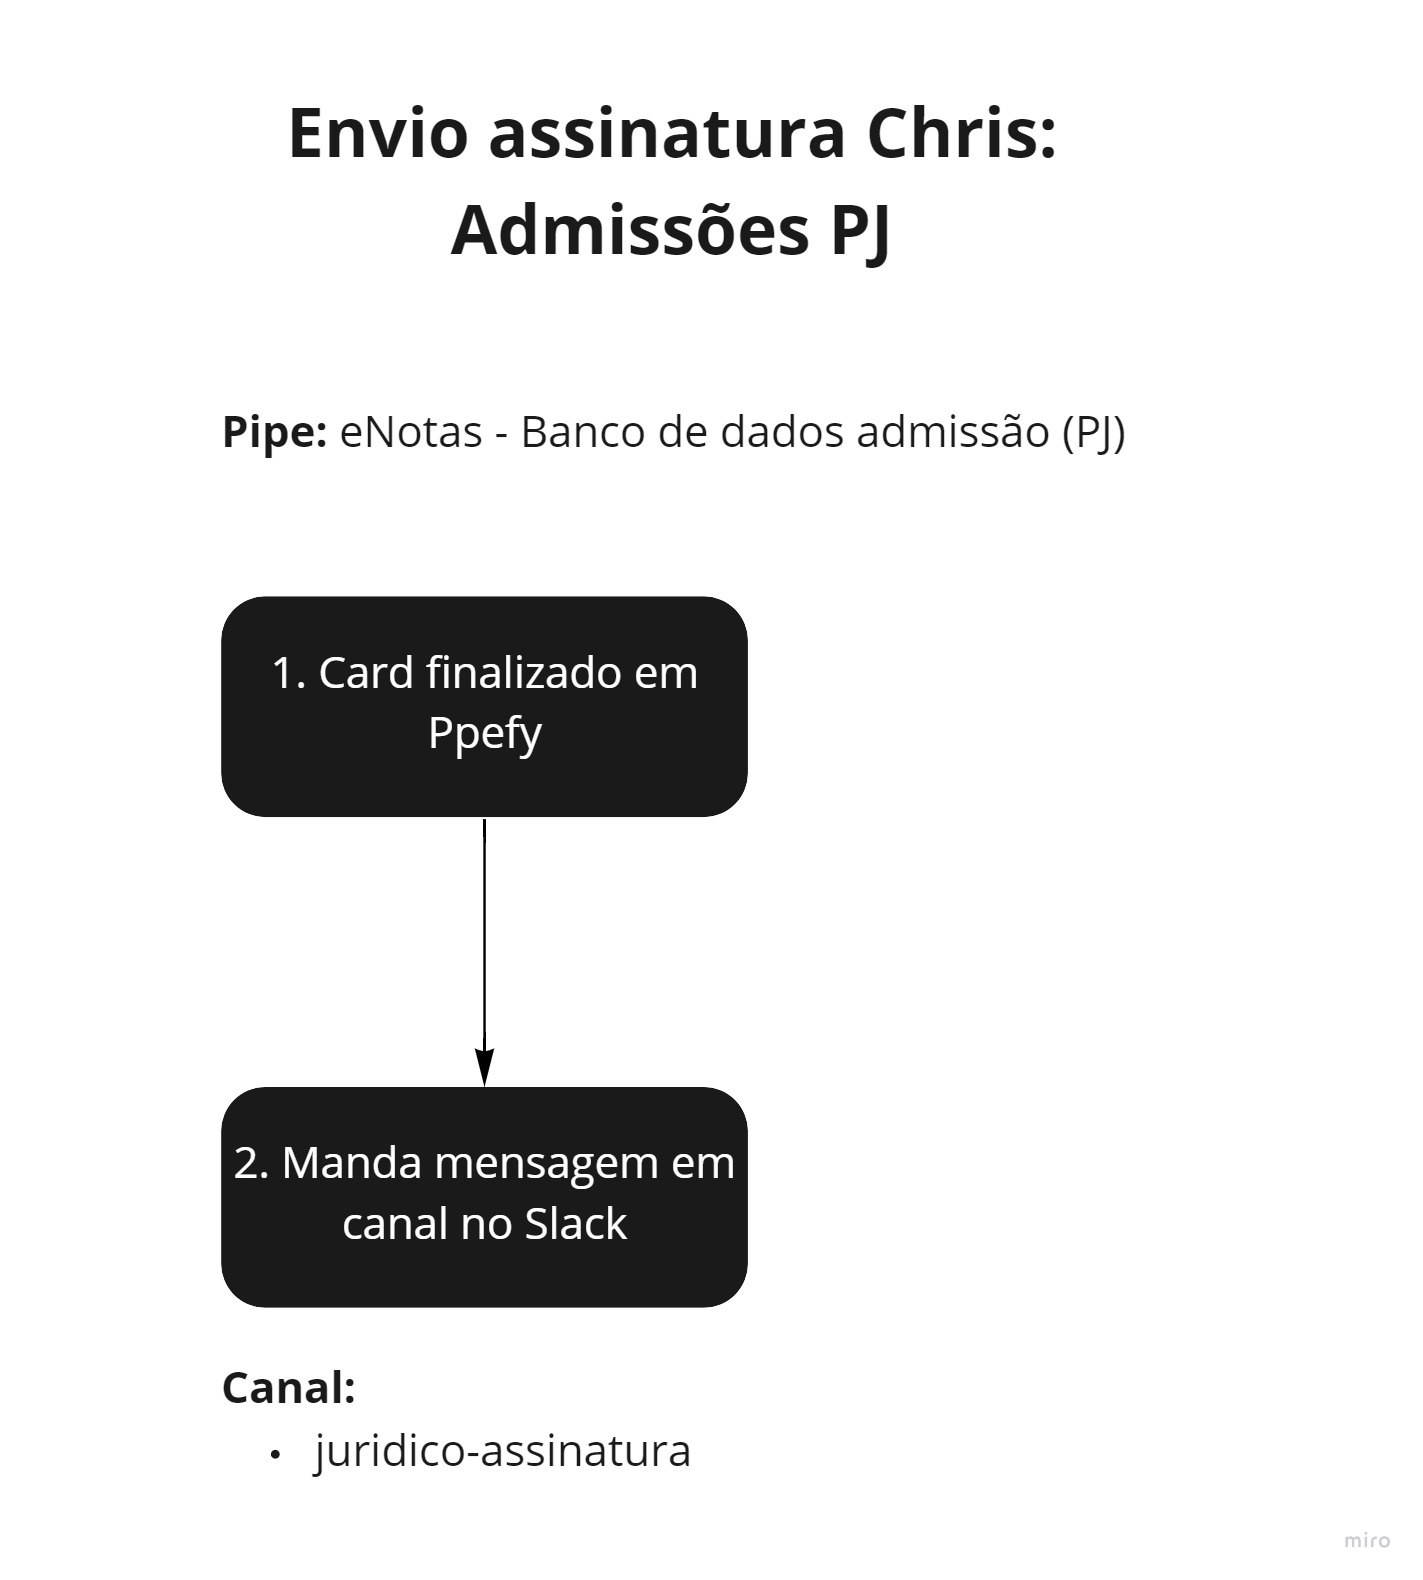 Envio assinatura Chris:
Admissões PJ
Pipe: eNotas - Banco de dados admissão (PJ)
1. Card finalizado em
Ppefy
2. Manda mensagem em
canal no Slack
Canal:
• juridico-assinatura
miro